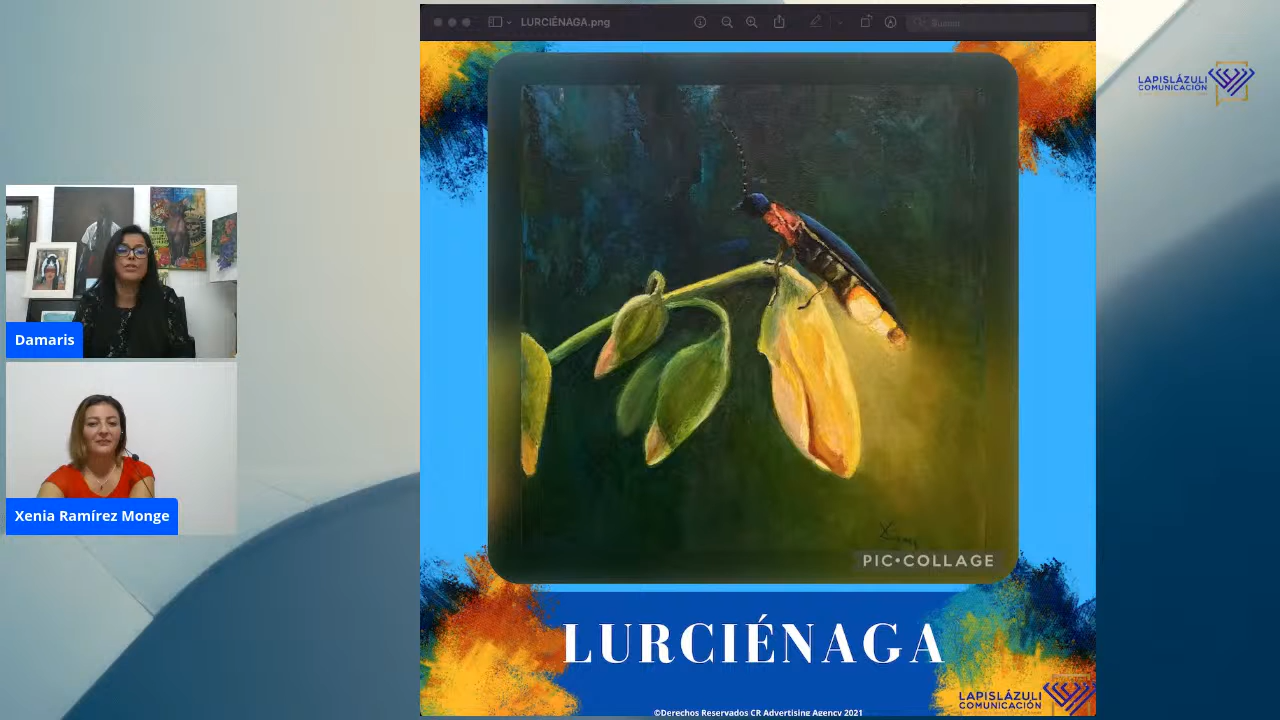 LURCIÉNAGA.png
Buscar
LAPISLÁZULI
COMUNICACIÓN
Damaris
Xenia Ramírez Monge
PIC•COLLAGE
LURCIÉNAGA
LAPISLÁZULI
COMUNICACIÓN
©Derechos Reservados CR Advertising Agency 2021